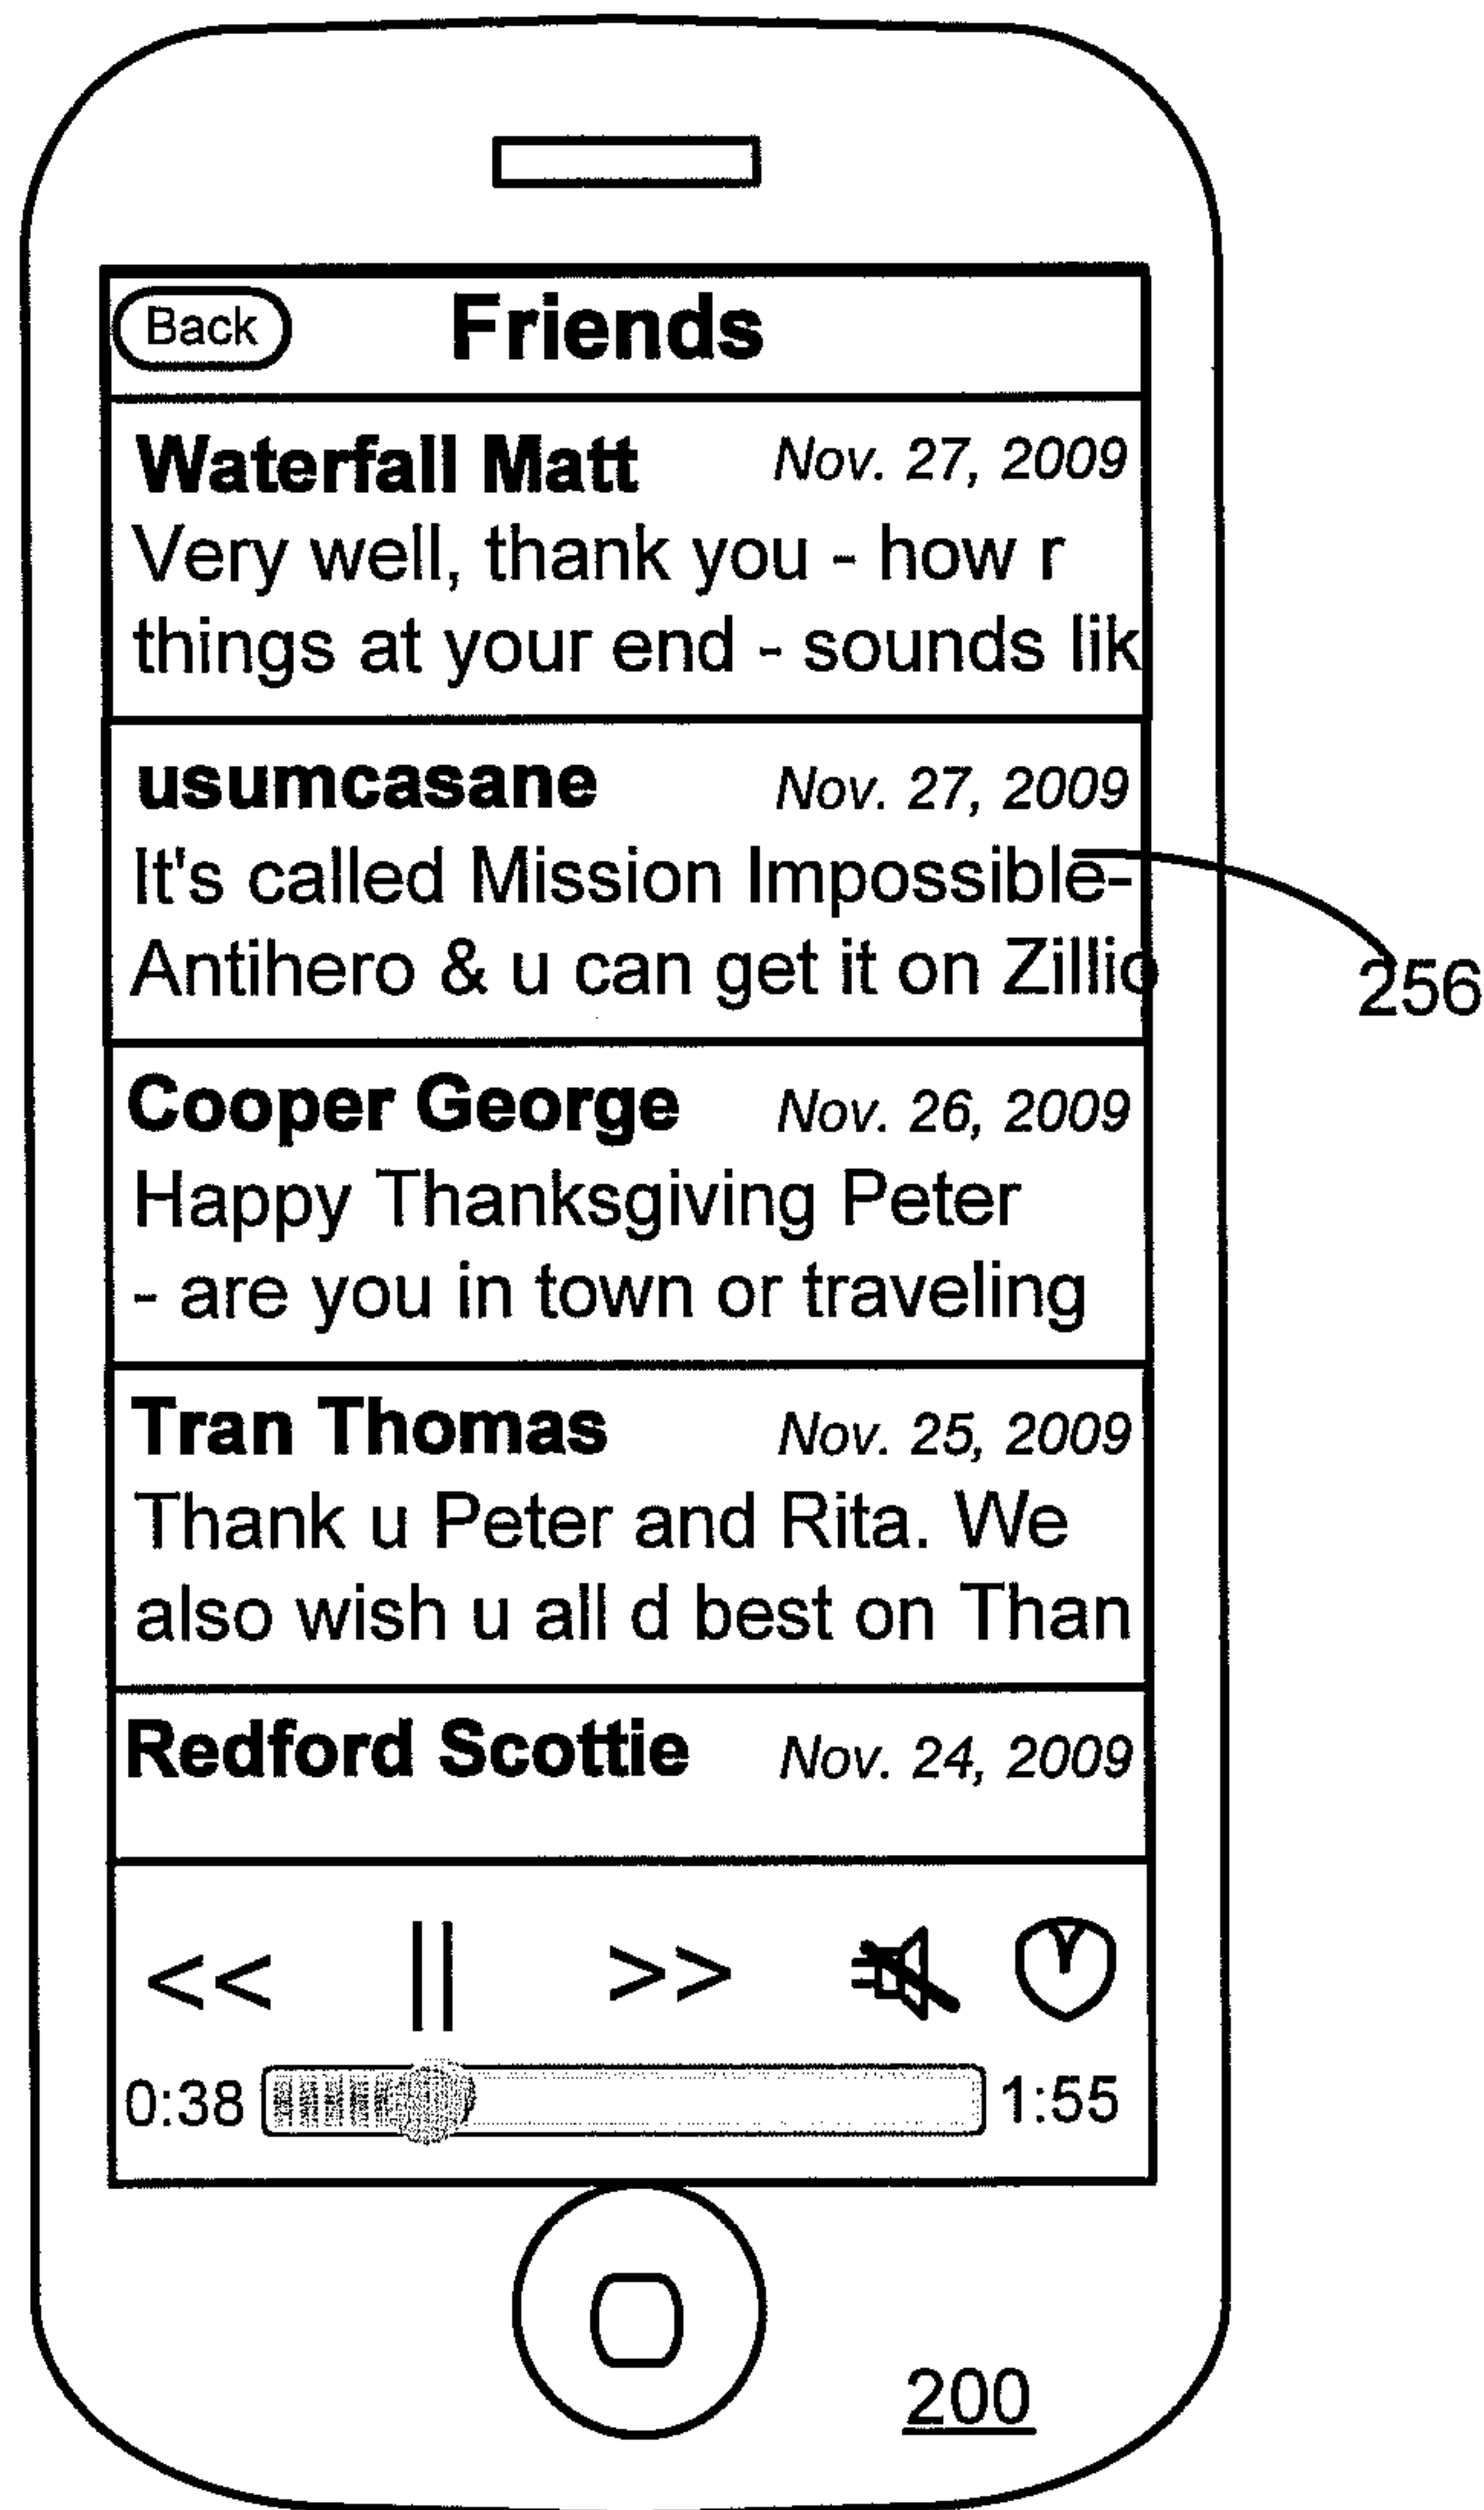 Back Friends
Waterfall Matt Nov. 27, 2009
Very well, thank you - how r
things at your end - sounds lik
usumcasane Nov. 27, 2009
It's called Mission Impossible-
Antihero & u can get it on Zillio
256
Cooper George Nov. 26, 2009
Happy Thanksgiving Peter
- are you in town or traveling
Tran Thomas Nov. 25, 2009
Thank u Peter and Rita. We
also wish u all d best on Than
Redford Scottie Nov. 24, 2009
<< || >>
0:38 1:55
200